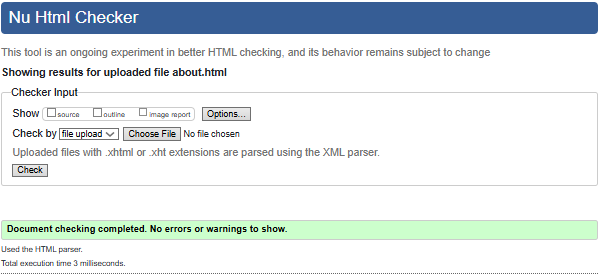 Nu Html Checker
This tool is an ongoing experiment in better HTML checking, and its behavior remains subject to change
Showing results for uploaded file about.html
Checker Input
Show source outline image report Options...
Check by file upload Choose File No file chosen
Uploaded files with .xhtml or .xht extensions are parsed using the XML parser.
Check
Document checking completed. No errors or warnings to show.
Used the HTML parser.
Total execution time 3 milliseconds.